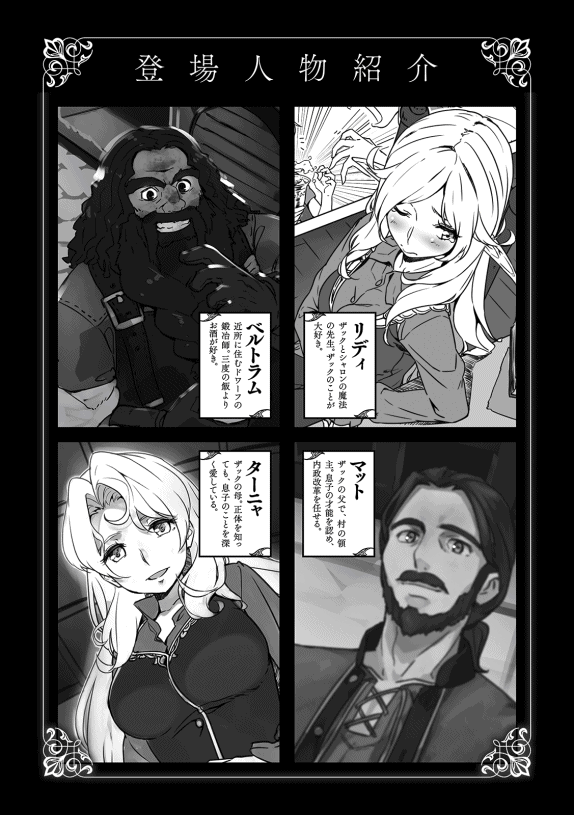 登場人物紹介
リディ
ザックとシャロンの魔法
の先生。ザックのことが
大好き。
ベルトラム
近所に住むドワーフの
鍛冶師。三度の飯より
お酒が好き。
マット
ザックの父で、村の領
主。息子の才能を認め、
内政改革を任せる。
ターニャ
ザックの母。正体を知っ
ても、息子のことを深
く愛している。